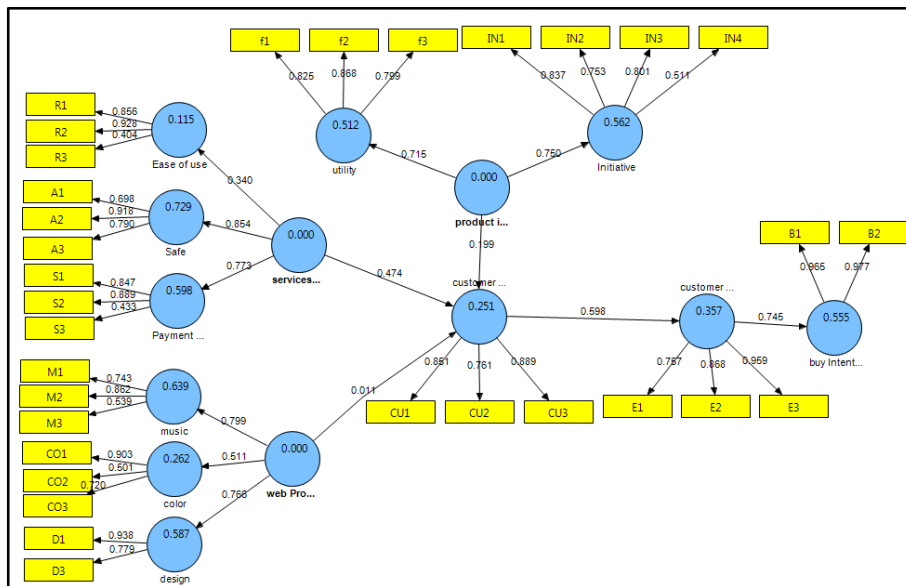 f1
f2
f3
IN1
IN2
IN3
IN4
0.825
0.868
0.799
0.837
0.753
0.801
0.511
R1
R2
R3
0.856
0.928
0.404
0.115
Ease of use
0.512
utility
0.562
Initiative
0.715
0.750
0.000
product i...
0.340
A1
A2
A3
0.698
0.918
0.790
0.729
Safe
0.854
0.000
services...
0.199
B1
B2
0.965
0.977
S1
S2
S3
0.847
0.889
0.433
0.598
Payment ...
0.773
0.474
customer ...
0.251
0.598
customer ...
0.357
0.745
0.555
buy Intent...
0.851
0.761
0.889
CU1
CU2
CU3
0.757
0.868
0.959
E1
E2
E3
M1
M2
M3
0.743
0.862
0.539
0.639
music
0.799
0.011
CO1
CO2
CO3
0.903
0.501
0.720
0.262
color
0.511
0.000
web Pro...
D1
D3
0.938
0.779
0.587
design
0.766